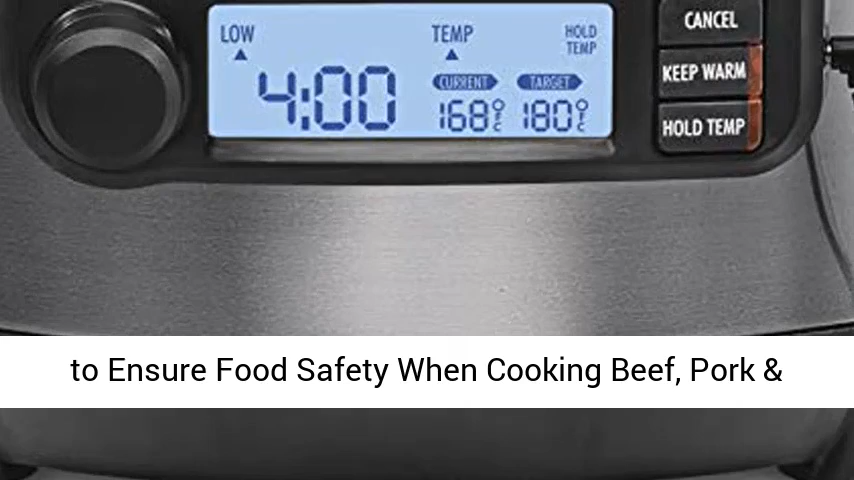 LOW
TEMP
HOLD
TEMP
4:00
CURRENT
TARGET
168°F
180°F
CANCEL
KEEP WARM
HOLD TEMP
to Ensure Food Safety When Cooking Beef, Pork &